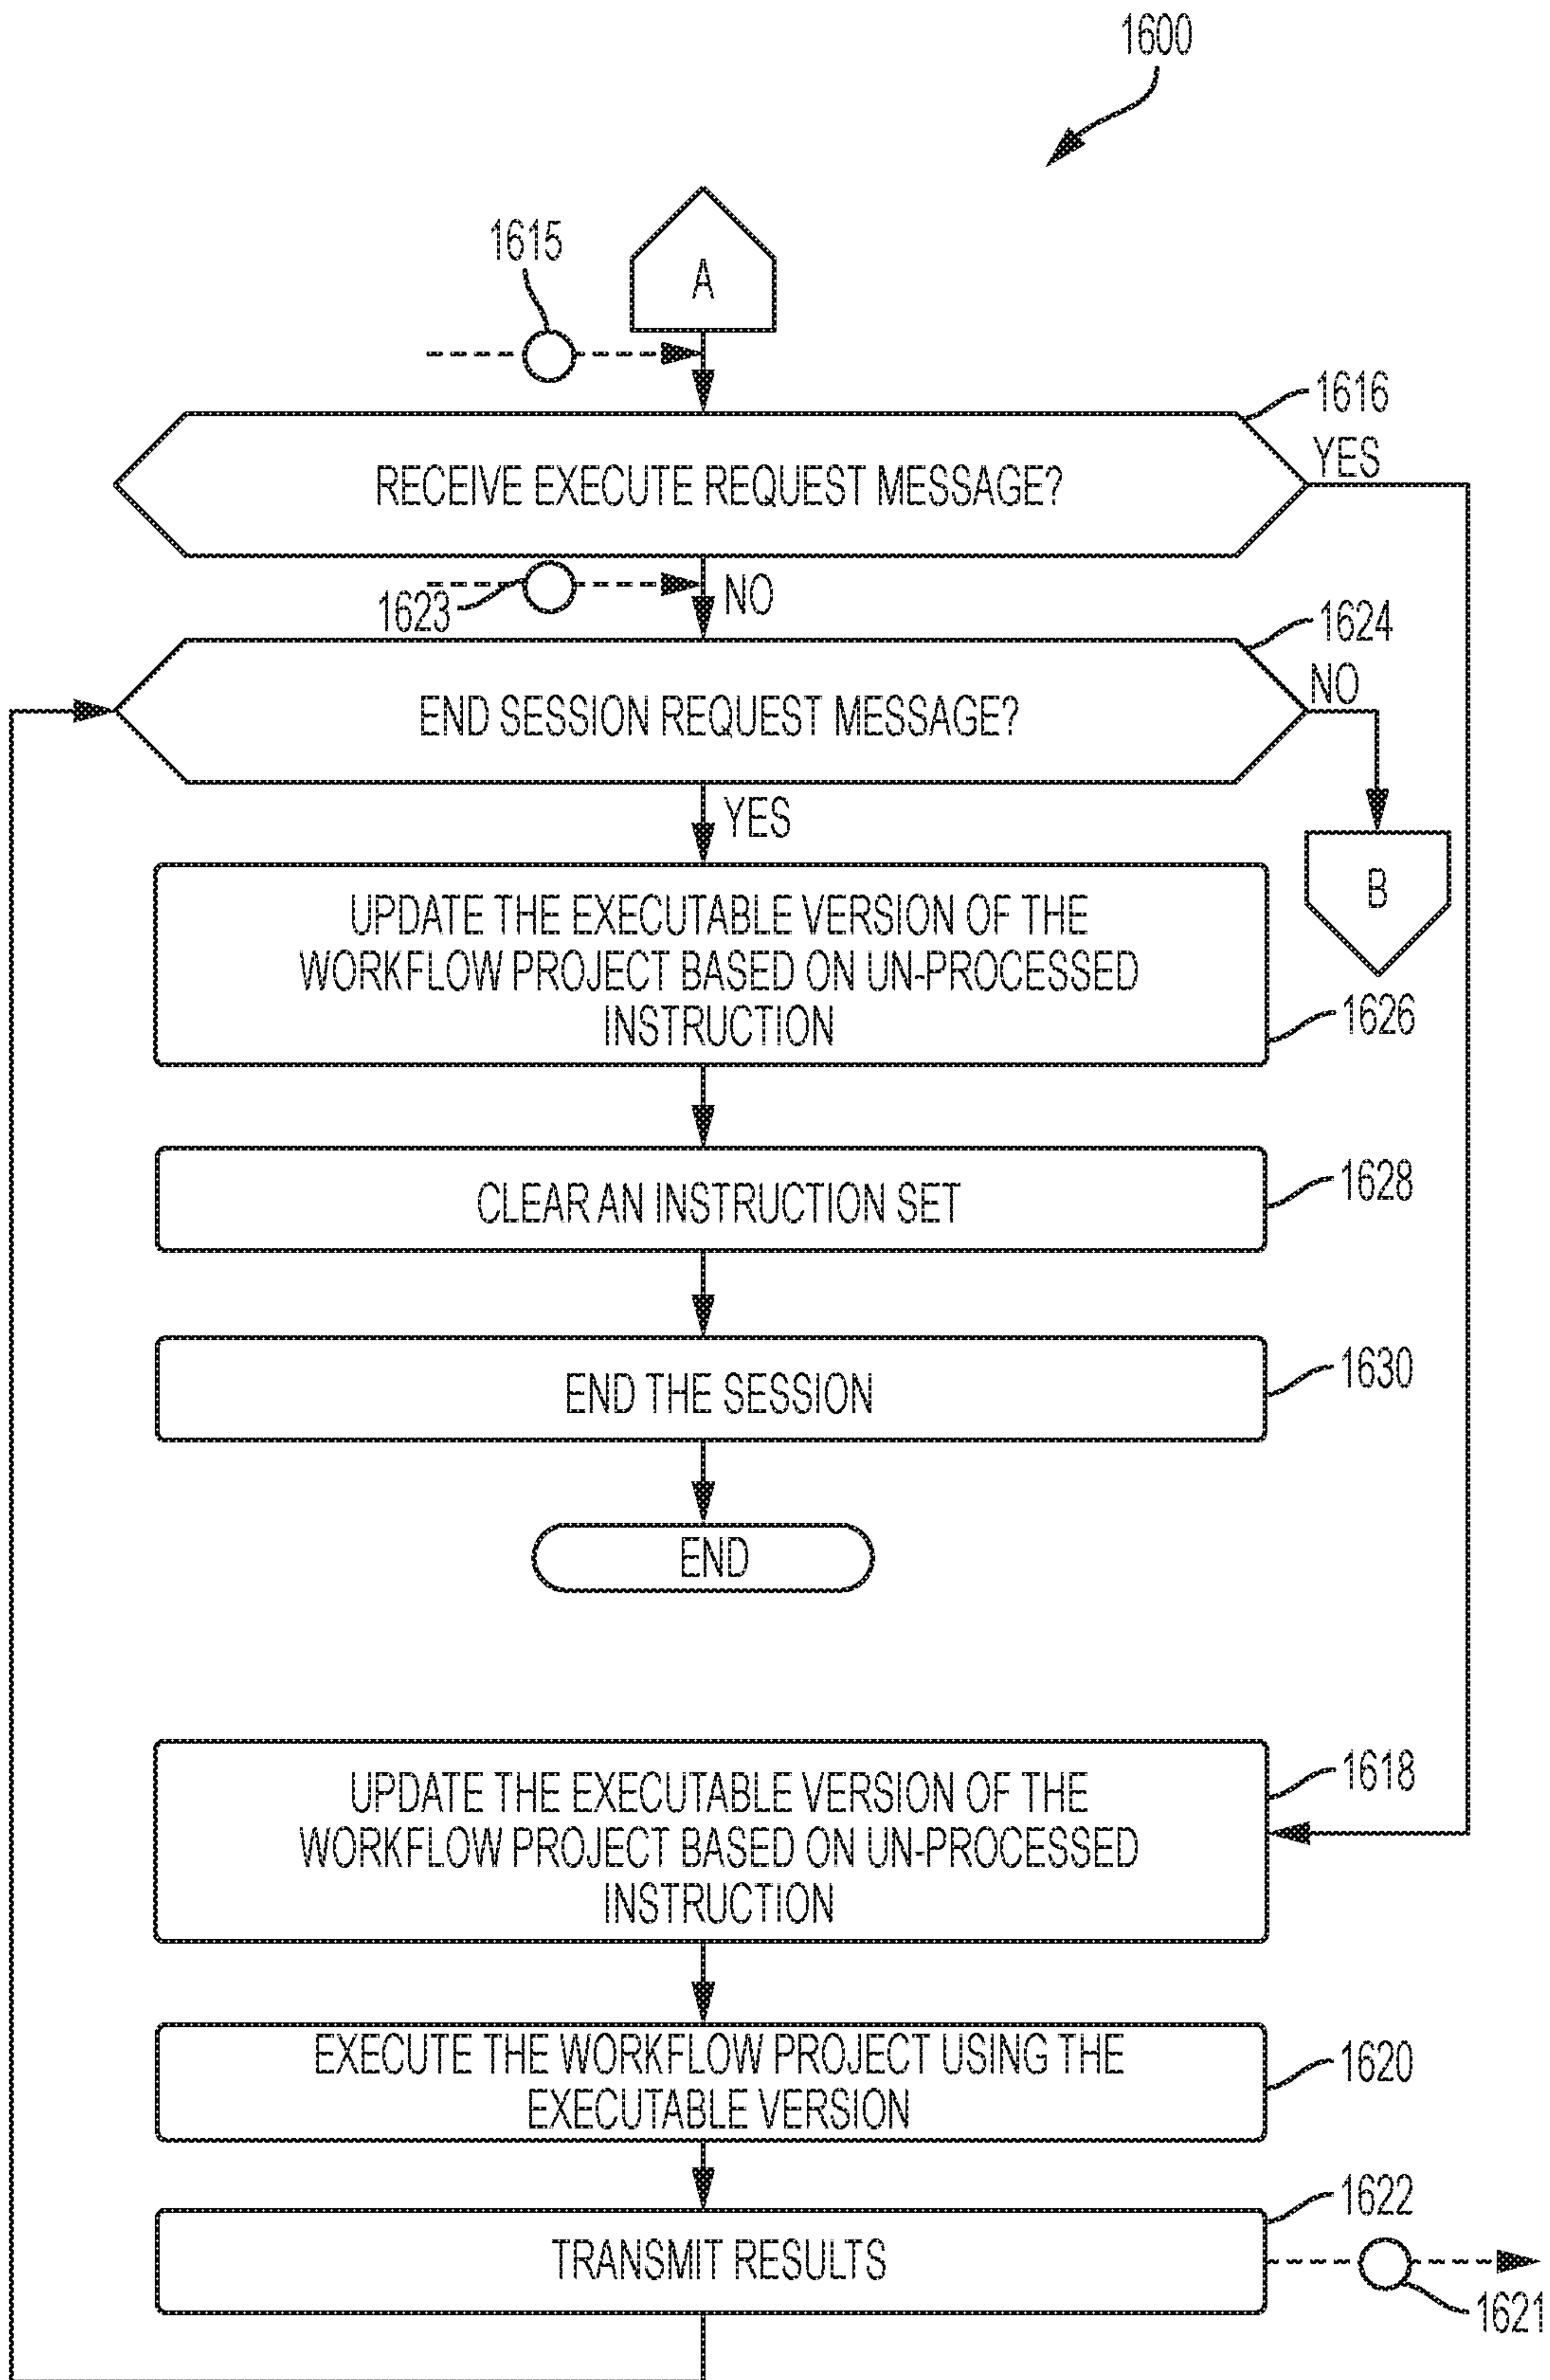 1600
1615
A
1616
YES
RECEIVE EXECUTE REQUEST MESSAGE?
1623
NO
1624
NO
END SESSION REQUEST MESSAGE?
YES
B
UPDATE THE EXECUTABLE VERSION OF THE
WORKFLOW PROJECT BASED ON UN-PROCESSED
INSTRUCTION
1626
CLEAR AN INSTRUCTION SET
1628
END THE SESSION
1630
END
UPDATE THE EXECUTABLE VERSION OF THE
WORKFLOW PROJECT BASED ON UN-PROCESSED
INSTRUCTION
1618
EXECUTE THE WORKFLOW PROJECT USING THE
EXECUTABLE VERSION
1620
TRANSMIT RESULTS
1622
1621